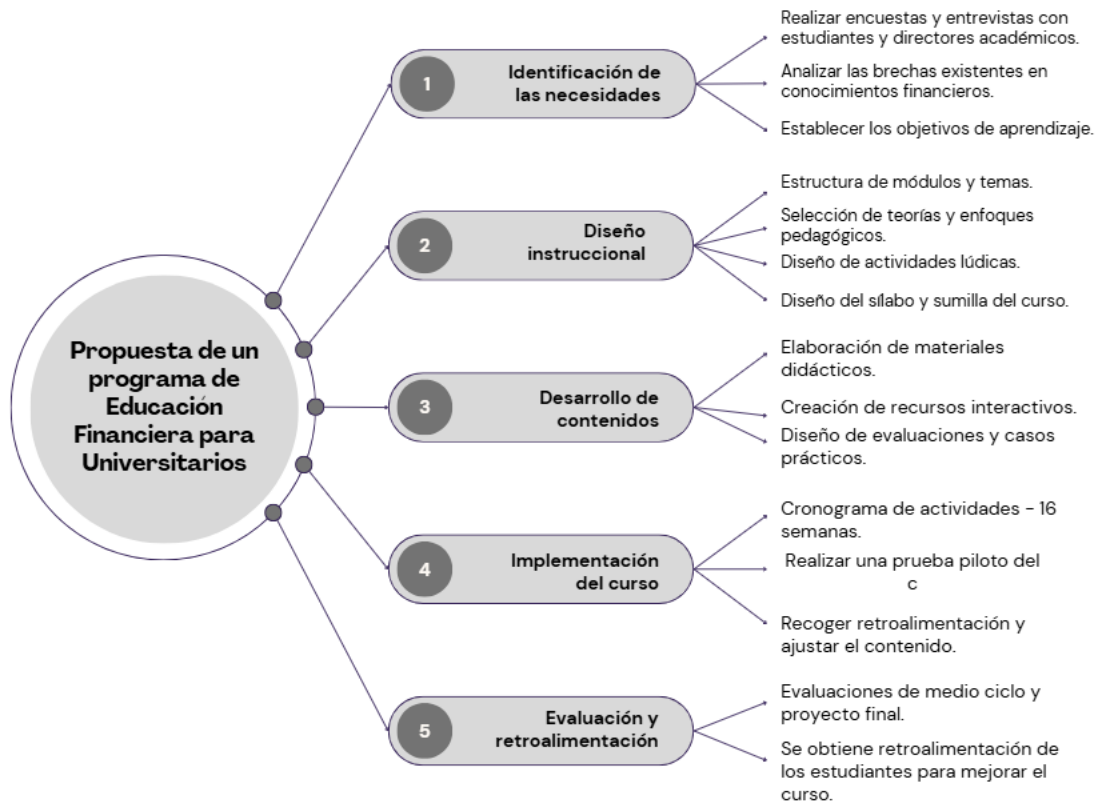 Propuesta de un
programa de
Educación
Financiera para
Universitarios
1
Identificación de
las necesidades
Realizar encuestas y entrevistas con
estudiantes y directores académicos.
Analizar las brechas existentes en
conocimientos financieros.
Establecer los objetivos de aprendizaje.
2
Diseño
instruccional
Estructura de módulos y temas.
Selección de teorías y enfoques
pedagógicos.
Diseño de actividades lúdicas.
Diseño del sílabo y sumilla del curso.
3
Desarrollo de
contenidos
Elaboración de materiales
didácticos.
Creación de recursos interactivos.
Diseño de evaluaciones y casos
prácticos.
4
Implementación
del curso
Cronograma de actividades - 16
semanas.
Realizar una prueba piloto del
c
Recoger retroalimentación y
ajustar el contenido.
5
Evaluación y
retroalimentación
Evaluaciones de medio ciclo y
proyecto final.
Se obtiene retroalimentación de
los estudiantes para mejorar el
curso.